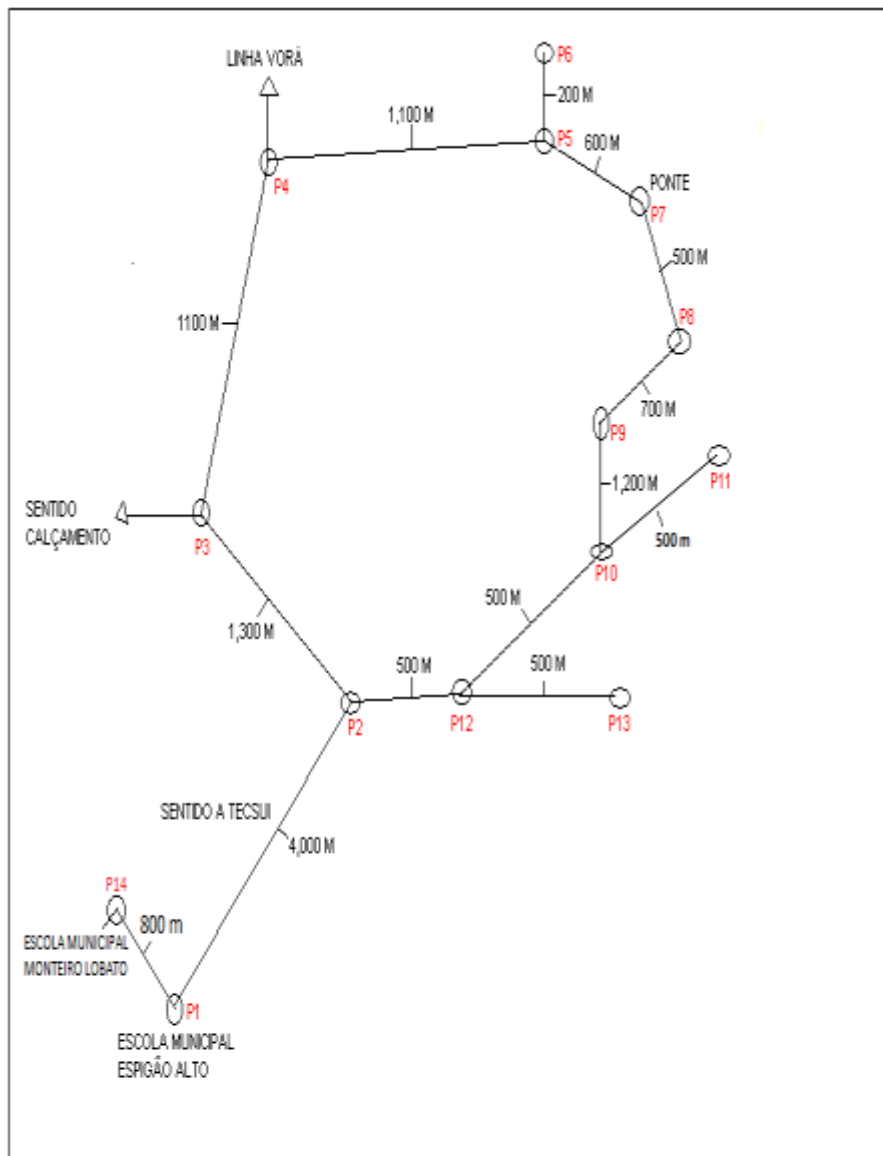 P6
LINHA VORÁ
200 M
1,100 M
P5
600 M
P4
PONTE
P7
500 M
P8
1100 M
700 M
P9
P11
1,200 M
SENTIDO
CALÇAMENTO
P3
500 m
P10
500 M
1,300 M
500 M
500 M
P2
P12
P13
SENTIDO A TECSUI
4,000 M
P14
800 m
ESCOLA MUNICIPAL
MONTEIRO LOBATO
P1
ESCOLA MUNICIPAL
ESPIGÃO ALTO